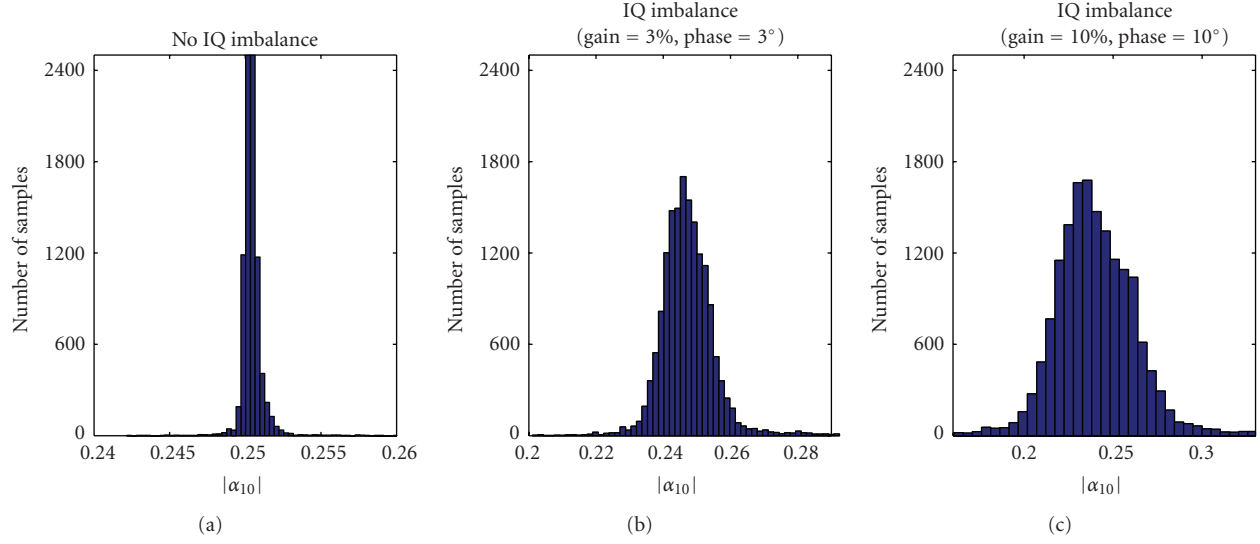 No IQ imbalance
2400
1800
1200
600
0
Number of samples
0.24
0.245
0.25
0.255
0.26
|α10|
(a)
IQ imbalance
(gain = 3%, phase = 3°)
2400
1800
1200
600
0
Number of samples
0.2
0.22
0.24
0.26
0.28
|α10|
(b)
IQ imbalance
(gain = 10%, phase = 10°)
2400
1800
1200
600
0
Number of samples
0.2
0.25
0.3
|α10|
(c)